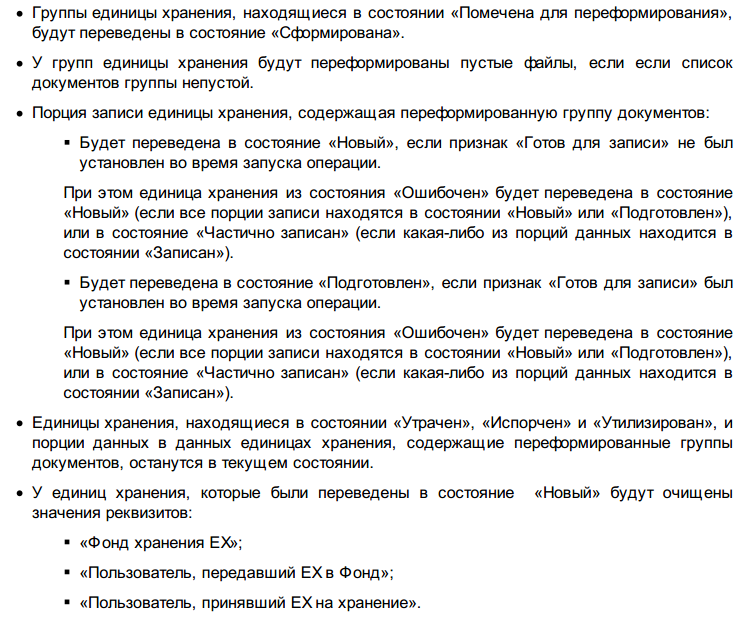 • Группы единицы хранения, находящиеся в состоянии «Помечена для переформирования»,
будут переведены в состояние «Сформирована».
• У групп единицы хранения будут переформированы пустые файлы, если если список
документов группы непустой.
• Порция записи единицы хранения, содержащая переформированную группу документов:
▪ Будет переведена в состояние «Новый», если признак «Готов для записи» не был
установлен во время запуска операции.
При этом единица хранения из состояния «Ошибочен» будет переведена в состояние
«Новый» (если все порции записи находятся в состоянии «Новый» или «Подготовлен»),
или в состояние «Частично записан» (если какая-либо из порций данных находится в
состоянии «Записан»).
▪ Будет переведена в состояние «Подготовлен», если признак «Готов для записи» был
установлен во время запуска операции.
При этом единица хранения из состояния «Ошибочен» будет переведена в состояние
«Новый» (если все порции записи находятся в состоянии «Новый» или «Подготовлен»),
или в состояние «Частично записан» (если какая-либо из порций данных находится в
состоянии «Записан»).
• Единицы хранения, находящиеся в состоянии «Утрачен», «Испорчен» и «Утилизирован», и
порции данных в данных единицах хранения, содержащие переформированные группы
документов, останутся в текущем состоянии.
• У единиц хранения, которые были переведены в состояние «Новый» будут очищены
значения реквизитов:
▪ «Фонд хранения ЕХ»;
▪ «Пользователь, передавший ЕХ в Фонд»;
▪ «Пользователь, принявший ЕХ на хранение».